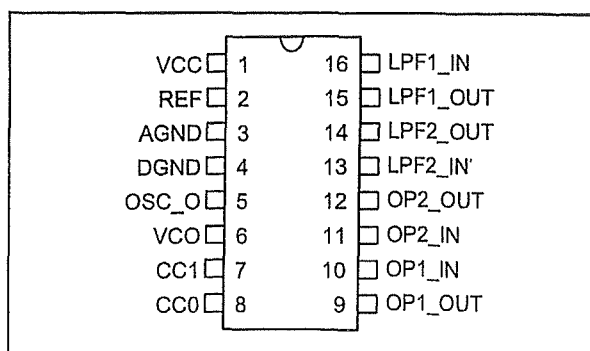 VCC 1 16 LPF1_IN
REF 2 15 LPF1_OUT
AGND 3 14 LPF2_OUT
DGND 4 13 LPF2_IN'
OSC_O 5 12 OP2_OUT
VCO 6 11 OP2_IN
CC1 7 10 OP1_IN
CC0 8 9 OP1_OUT